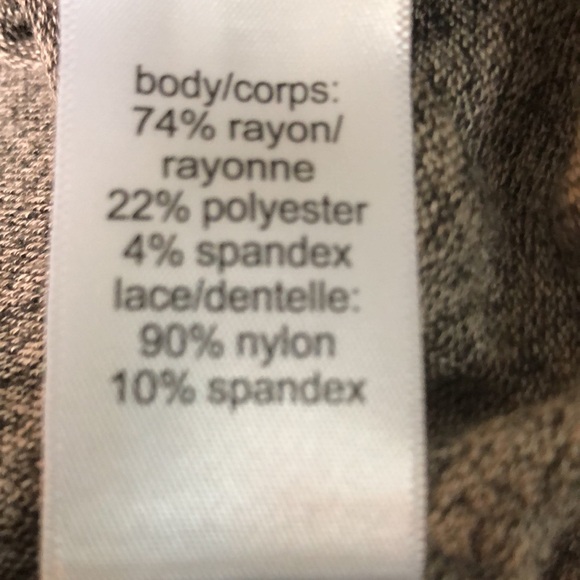 body/corps:
74% rayon/
rayonne
22% polyester
4% spandex
lace/dentelle:
90% nylon
10% spandex